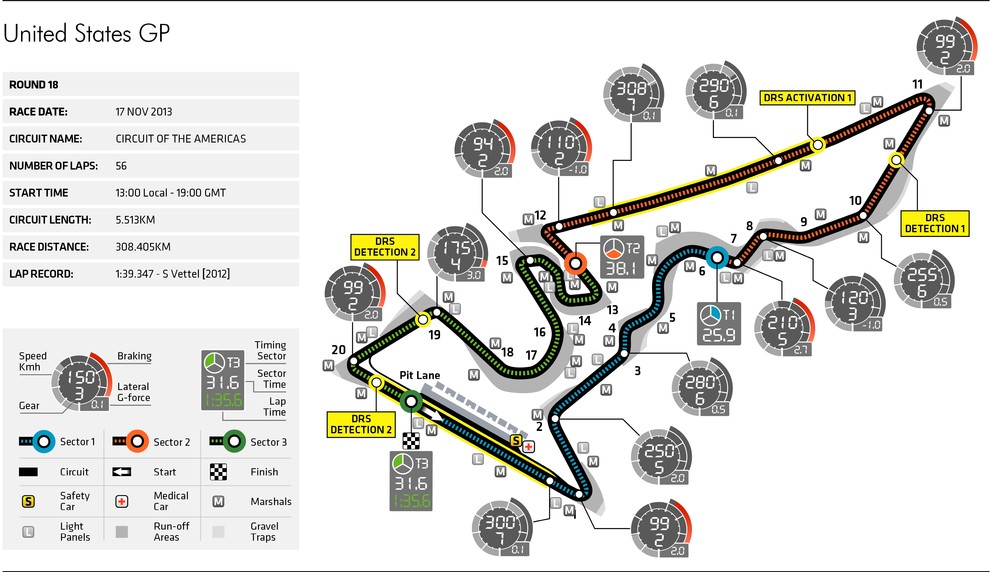 United States GP
ROUND 18
RACE DATE: 17 NOV 2013
CIRCUIT NAME: CIRCUIT OF THE AMERICAS
NUMBER OF LAPS: 56
START TIME 13:00 Local - 19:00 GMT
CIRCUIT LENGTH: 5.513KM
RACE DISTANCE: 308.405KM
LAP RECORD: 1:39.347 - S Vettel [2012]
Speed
Kmh
Gear
150
3
0.1
Braking
Lateral
G-force
T3
31.6
1:35.6
Timing
Sector
Sector
Time
Lap
Time
Sector 1
Sector 2
Sector 3
Circuit
Start
Finish
S
Safety
Car
Medical
Car
M
Marshals
L
Light
Panels
Run-off
Areas
Gravel
Traps
99
2
2.0
11
308
7
0.1
290
6
0.1
DRS ACTIVATION 1
L
M
M
94
2
2.0
110
2
-1.0
M
L
M
L
M
12
L
M
DRS
DETECTION 1
M
10
9
8
7
M
255
6
0.5
DRS
DETECTION 2
175
4
3.0
15
T2
38.1
L
M
6
M
M
120
3
-1.0
99
2
2.0
M
L
13
14
T1
25.9
210
5
2.7
19
16
5
M
4
L
M
L
20
18
17
M
3
280
6
0.5
M
Pit Lane
DRS
DETECTION 2
L
M
2
M
S
250
5
2.0
T3
31.6
1:35.6
L
M
L
M
L
M
1
300
7
0.1
99
2
2.0